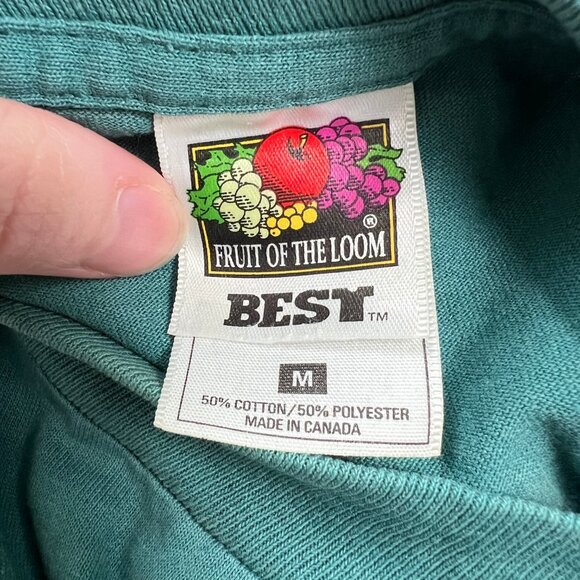 FRUIT OF THE LOOM ®
BEST™
M
50% COTTON/50% POLYESTER
MADE IN CANADA